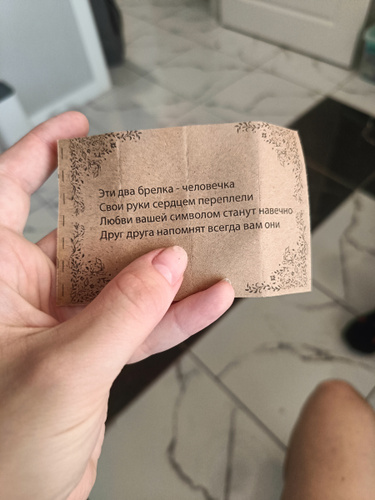 Эти два брелка - человечка
Свои руки сердцем переплели
Любви вашей символом станут навечно
Друг друга напомнят всегда вам они